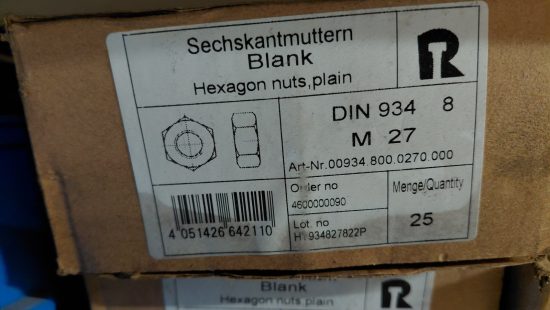 Sechskantmuttern
Blank
Hexagon nuts,plain
R
DIN 934 8
M 27
Art-Nr.00934.800.0270.000
Order no
4600000090
Menge/Quantity
25
Lot. no
H1934827822P
4 051426 642110
Blank
Hexagon nuts,plain
R